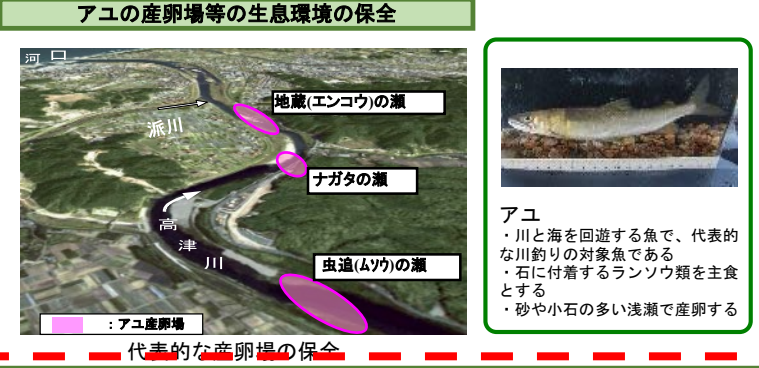 アユの産卵場等の生息環境の保全
河口
地蔵(エンコウ)の瀬
派川
ナガタの瀬
高津川
虫追(ムソウ)の瀬
：アユ産卵場
代表的な産卵場の保全
アユ
・川と海を回遊する魚で、代表的
な川釣りの対象魚である
・石に付着するランソウ類を主食
とする
・砂や小石の多い浅瀬で産卵する